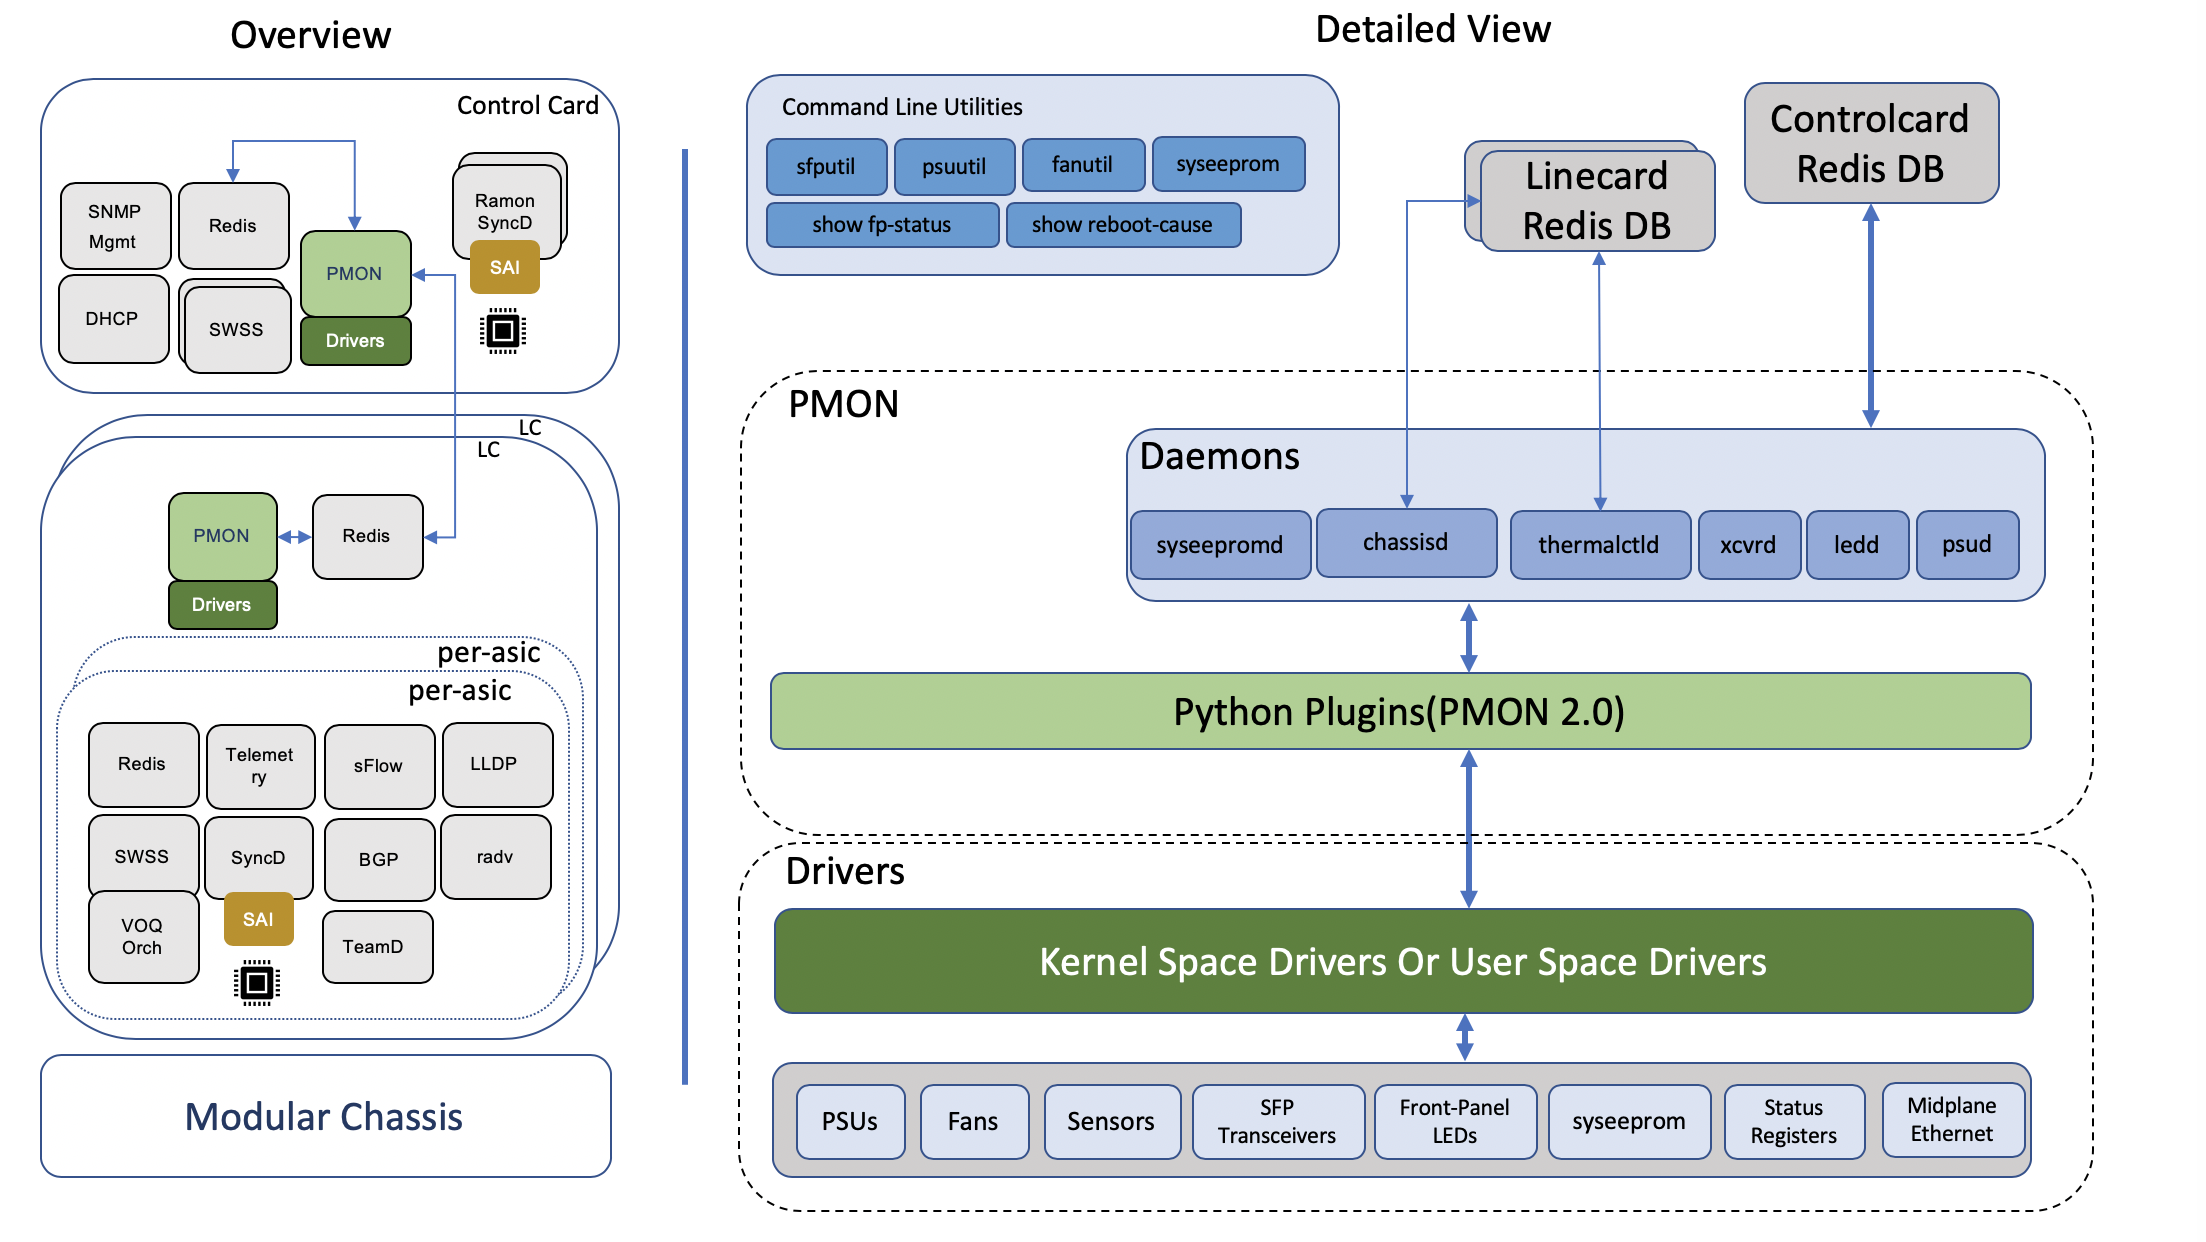 Overview
Control Card
SNMP
Mgmt
Redis
PMON
Drivers
DHCP
SWSS
Ramon
SyncD
SAI
LC
LC
PMON
Drivers
Redis
per-asic
per-asic
Redis
Telemet
ry
sFlow
LLDP
SWSS
SyncD
BGP
radv
VOQ
Orch
SAI
TeamD
Modular Chassis
Detailed View
Command Line Utilities
sfputil
psuutil
fanutil
syseeprom
show fp-status
show reboot-cause
Linecard
Redis DB
Controlcard
Redis DB
PMON
Daemons
syseepromd
chassisd
thermalctld
xcvrd
ledd
psud
Python Plugins(PMON 2.0)
Drivers
Kernel Space Drivers Or User Space Drivers
PSUs
Fans
Sensors
SFP
Transceivers
Front-Panel
LEDs
syseeprom
Status
Registers
Midplane
Ethernet